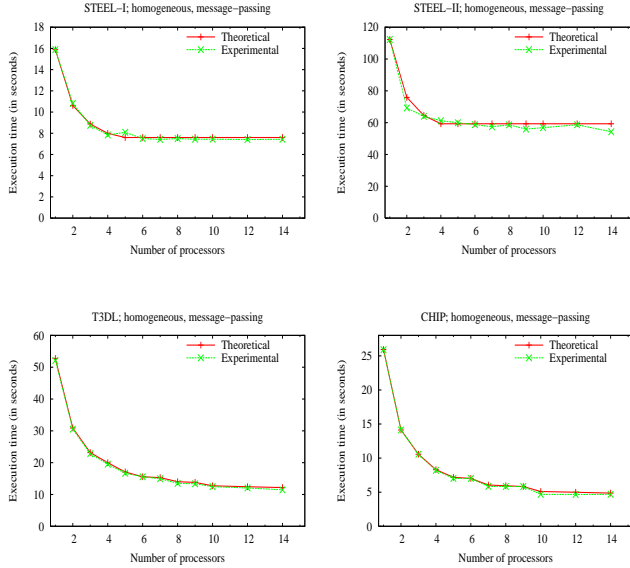 STEEL-I; homogeneous, message-passing
Execution time (in seconds)
18
16
14
12
10
8
6
4
2
0
Theoretical
Experimental
2 4 6 8 10 12 14
Number of processors
STEEL-II; homogeneous, message-passing
Execution time (in seconds)
120
100
80
60
40
20
0
Theoretical
Experimental
2 4 6 8 10 12 14
Number of processors
T3DL; homogeneous, message-passing
Execution time (in seconds)
60
50
40
30
20
10
0
Theoretical
Experimental
2 4 6 8 10 12 14
Number of processors
CHIP; homogeneous, message-passing
Execution time (in seconds)
25
20
15
10
5
0
Theoretical
Experimental
2 4 6 8 10 12 14
Number of processors